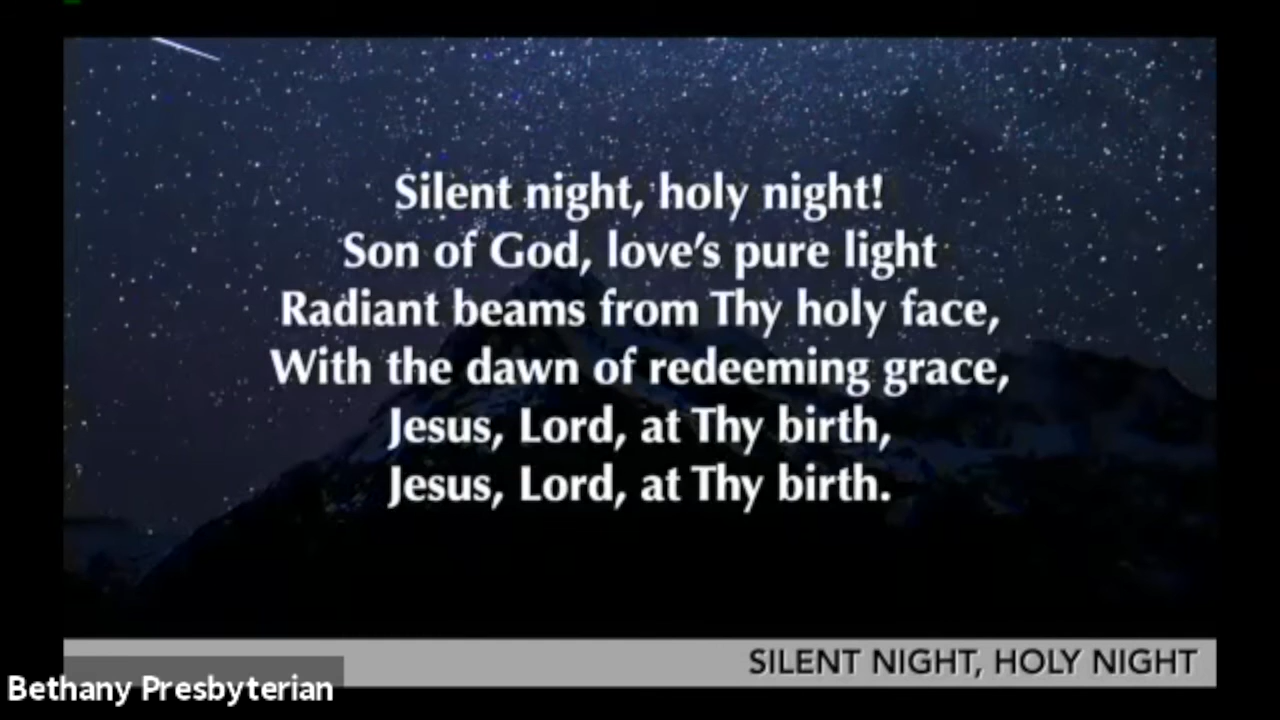 Silent night, holy night!
Son of God, love’s pure light
Radiant beams from Thy holy face,
With the dawn of redeeming grace,
Jesus, Lord, at Thy birth,
Jesus, Lord, at Thy birth.
SILENT NIGHT, HOLY NIGHT
Bethany Presbyterian